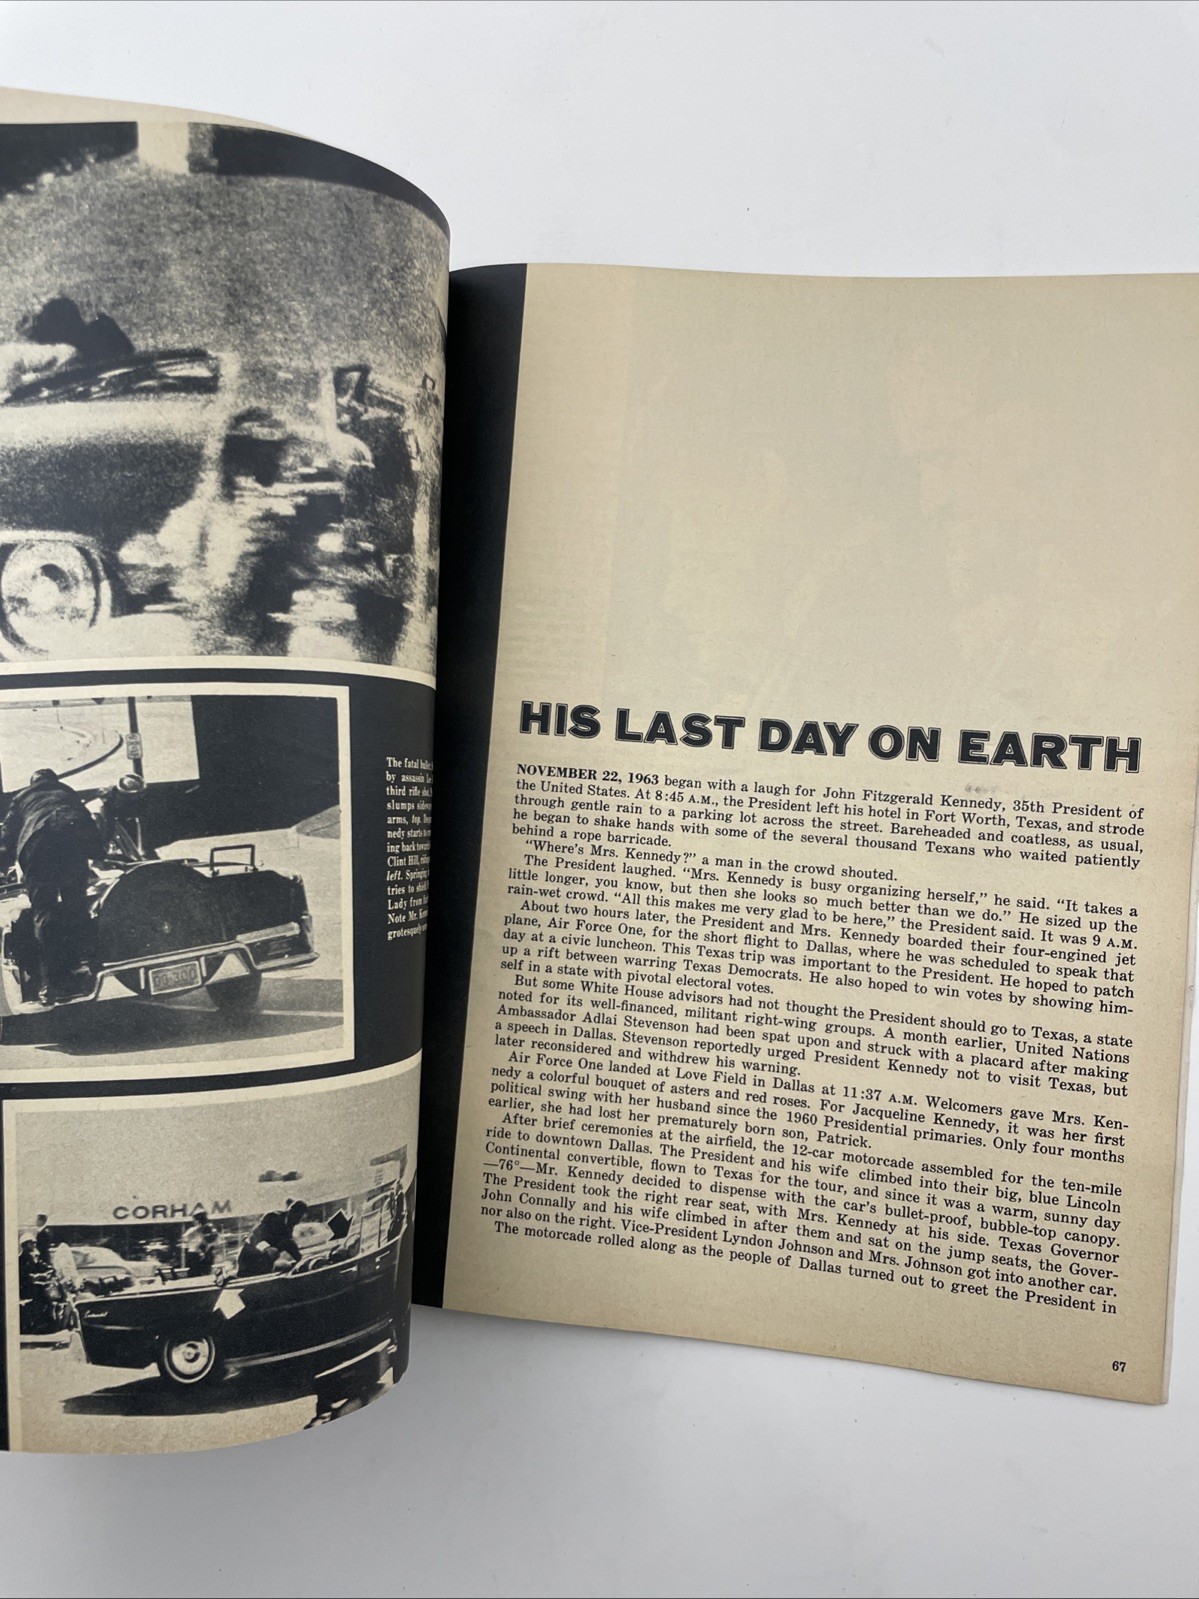 The fatal bullet
by assassin
third rifle shot,
slumps
arms, top.
nedy starts
ing back
Clint Hill,
left. Springing
tries to
Lady from
Note Mr.
grotesquely
GG·300
CORHAM
HIS LAST DAY ON EARTH
NOVEMBER 22, 1963 began with a laugh for John Fitzgerald Kennedy, 35th President of
the United States. At 8:45 A.M., the President left his hotel in Fort Worth, Texas, and strode
through gentle rain to a parking lot across the street. Bareheaded and coatless, as usual,
he began to shake hands with some of the several thousand Texans who waited patiently
behind a rope barricade.
"Where's Mrs. Kennedy?" a man in the crowd shouted.
The President laughed. "Mrs. Kennedy is busy organizing herself," he said. "It takes a
little longer, you know, but then she looks so much better than we do." He sized up the
rain-wet crowd. "All this makes me very glad to be here," the President said. It was 9 A.M.
About two hours later, the President and Mrs. Kennedy boarded their four-engined jet
plane, Air Force One, for the short flight to Dallas, where he was scheduled to speak that
day at a civic luncheon. This Texas trip was important to the President. He hoped to patch
up a rift between warring Texas Democrats. He also hoped to win votes by showing him-
self in a state with pivotal electoral votes.
But some White House advisors had not thought the President should go to Texas, a state
noted for its well-financed, militant right-wing groups. A month earlier, United Nations
Ambassador Adlai Stevenson had been spat upon and struck with a placard after making
a speech in Dallas. Stevenson reportedly urged President Kennedy not to visit Texas, but
later reconsidered and withdrew his warning.
Air Force One landed at Love Field in Dallas at 11:37 A.M. Welcomers gave Mrs. Ken-
nedy a colorful bouquet of asters and red roses. For Jacqueline Kennedy, it was her first
political swing with her husband since the 1960 Presidential primaries. Only four months
earlier, she had lost her prematurely born son, Patrick.
After brief ceremonies at the airfield, the 12-car motorcade assembled for the ten-mile
ride to downtown Dallas. The President and his wife climbed into their big, blue Lincoln
Continental convertible, flown to Texas for the tour, and since it was a warm, sunny day
—76°—Mr. Kennedy decided to dispense with the car's bullet-proof, bubble-top canopy.
The President took the right rear seat, with Mrs. Kennedy at his side. Texas Governor
John Connally and his wife climbed in after them and sat on the jump seats, the Gover-
nor also on the right. Vice-President Lyndon Johnson and Mrs. Johnson got into another car.
The motorcade rolled along as the people of Dallas turned out to greet the President in
67